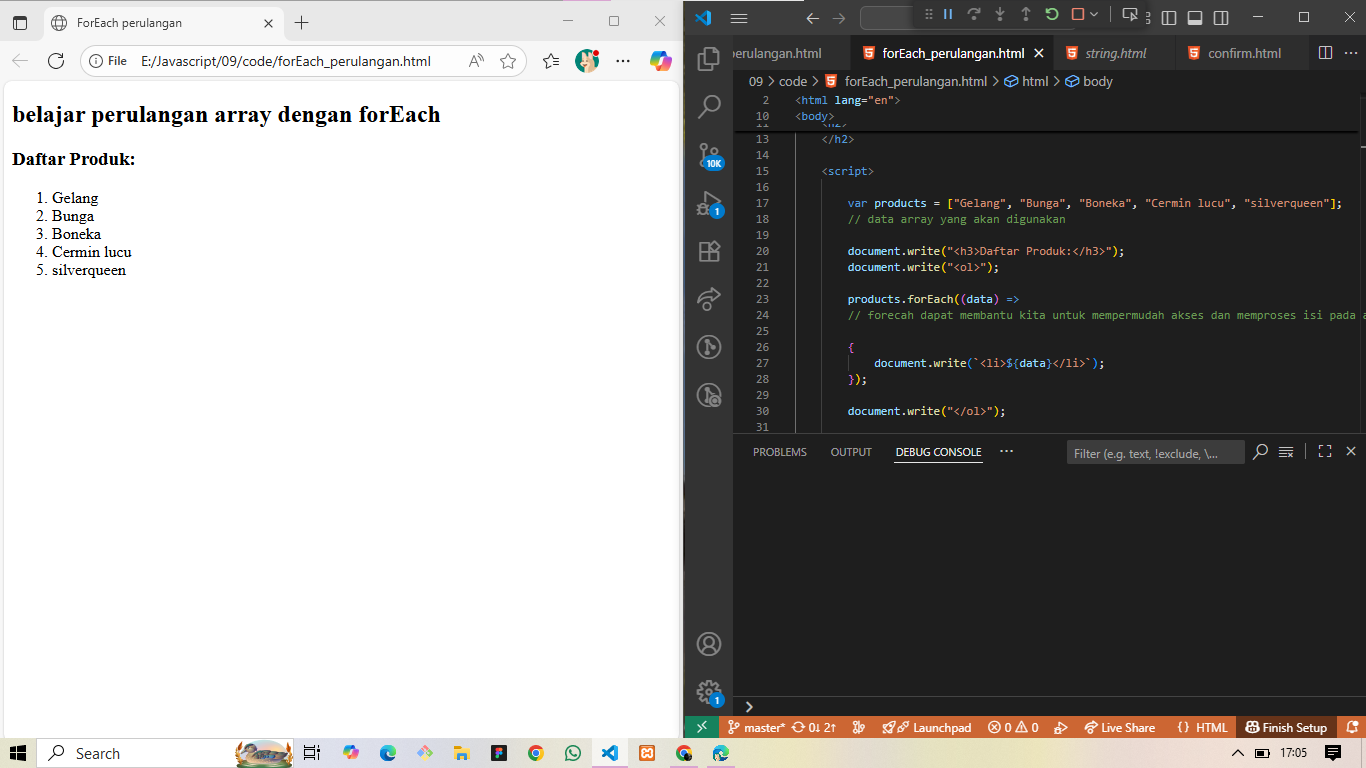 ForEach perulangan
File E:/Javascript/09/code/forEach_perulangan.html
belajar perulangan array dengan forEach
Daftar Produk:
1. Gelang
2. Bunga
3. Boneka
4. Cermin lucu
5. silverqueen
perulangan.html forEach_perulangan.html string.html confirm.html
09 > code > forEach_perulangan.html > html > body
2 <html lang="en">
10 <body>
11 <h2>
13 </h2>
14
15 <script>
16
17 var products = ["Gelang", "Bunga", "Boneka", "Cermin lucu", "silverqueen"];
18 // data array yang akan digunakan
19
20 document.write("<h3>Daftar Produk:</h3>");
21 document.write("<ol>");
22
23 products.forEach((data) =>
24 // forecah dapat membantu kita untuk mempermudah akses dan memproses isi pada a
25
26 {
27 document.write(`<li>${data}</li>`);
28 });
29
30 document.write("</ol>");
31
10K
1
PROBLEMS OUTPUT DEBUG CONSOLE
Filter (e.g. text, !exclude, \...
1
master* 0↓ 2↑ Launchpad 0 0 Live Share {} HTML Finish Setup
Search
17:05